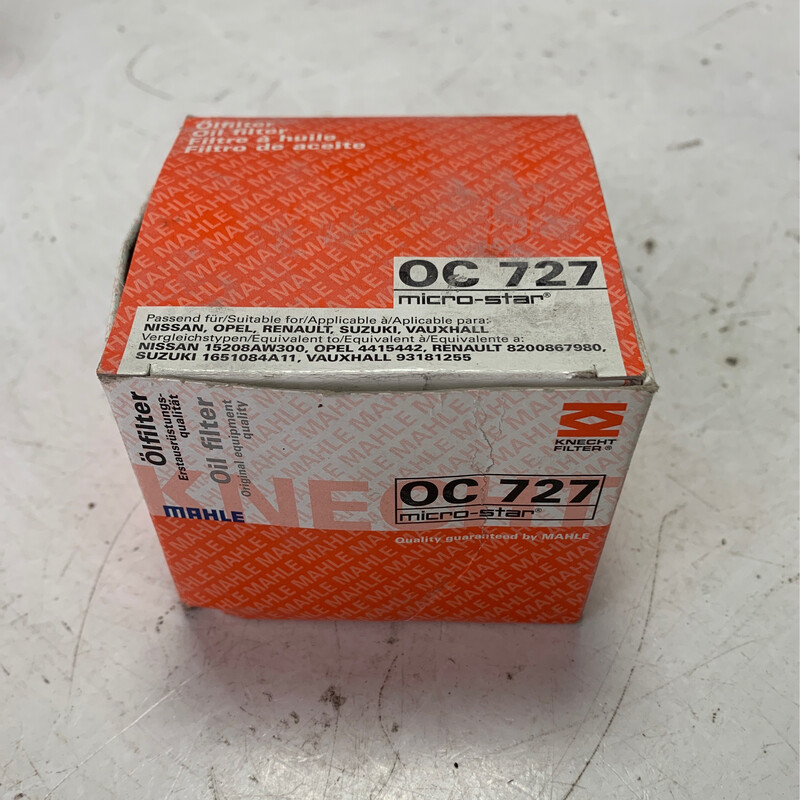 Ölfilter
Oil filter
Filtre à huile
Filtro de aceite
OC 727
micro-star®
Passend für/Suitable for/Applicable à/Aplicable para:
NISSAN, OPEL, RENAULT, SUZUKI, VAUXHALL
Vergleichstypen/Equivalent to/Equivalent à/Equivalente a:
NISSAN 15208AW300, OPEL 4415442, RENAULT 8200867980,
SUZUKI 1651084A11, VAUXHALL 93181255
Ölfilter
Erstausrüstungs-
qualität
Oil filter
Original equipment
quality
KNECHT
FILTER®
OC 727
micro-star®
MAHLE
Quality guaranteed by MAHLE